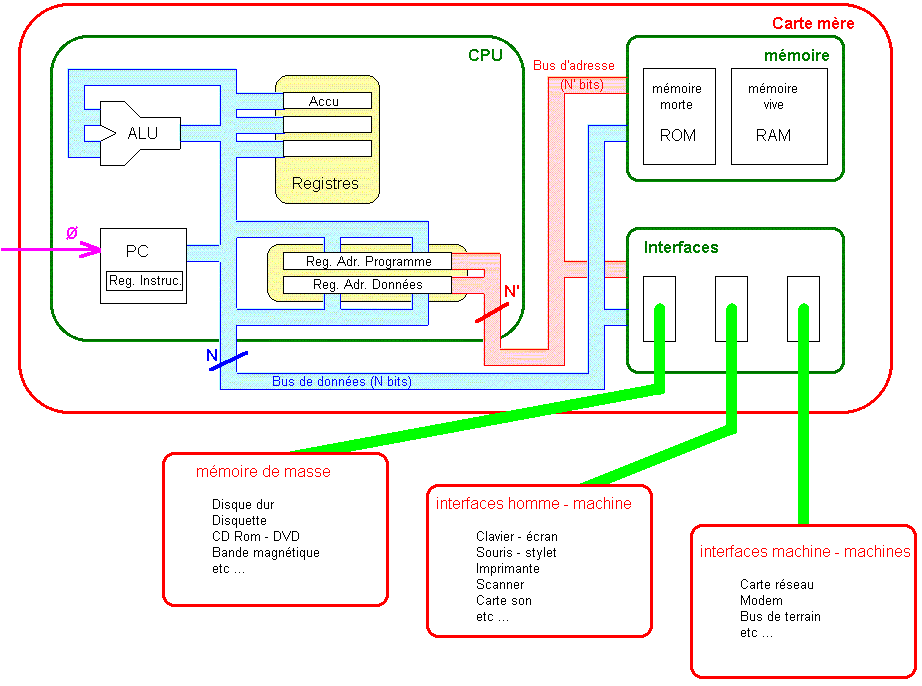 Carte mère
CPU
Bus d'adresse
(N' bits)
mémoire
mémoire
morte
ROM
mémoire
vive
RAM
Accu
ALU
Registres
Ø
PC
Reg. Instruc.
Reg. Adr. Programme
Reg. Adr. Données
N'
Interfaces
N
Bus de données (N bits)
mémoire de masse
Disque dur
Disquette
CD Rom - DVD
Bande magnétique
etc ...
interfaces homme - machine
Clavier - écran
Souris - stylet
Imprimante
Scanner
Carte son
etc ...
interfaces machine - machines
Carte réseau
Modem
Bus de terrain
etc ...